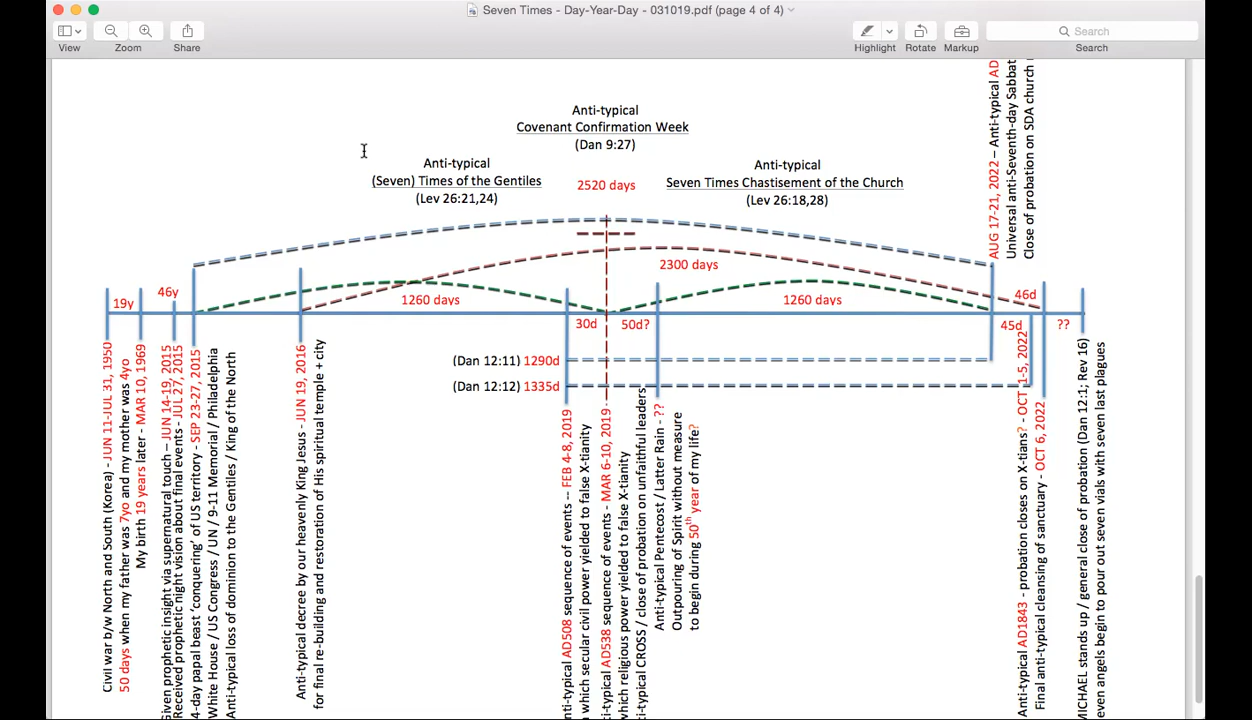 Seven Times - Day-Year-Day - 031019.pdf (page 4 of 4)
View
Zoom
Share
Highlight
Rotate
Markup
Search
Search
Anti-typical
Covenant Confirmation Week
(Dan 9:27)
Anti-typical
(Seven) Times of the Gentiles
(Lev 26:21,24)
2520 days
Anti-typical
Seven Times Chastisement of the Church
(Lev 26:18,28)
AUG 17-21, 2022 – Anti-typical AD
Universal anti-Seventh-day Sabbat
Close of probation on SDA church
2300 days
19y
46y
1260 days
1260 days
46d
30d
50d?
45d
??
(Dan 12:11) 1290d
(Dan 12:12) 1335d
Civil war b/w North and South (Korea) - JUN 11-JUL 31, 1950
50 days when my father was 7yo and my mother was 4yo
My birth 19 years later - MAR 10, 1969
Given prophetic insight via supernatural touch – JUN 14-19, 2015
Received prophetic night vision about final events - JUL 27, 2015
4-day papal beast 'conquering' of US territory - SEP 23-27, 2015
White House / US Congress / UN / 9-11 Memorial / Philadelphia
Anti-typical loss of dominion to the Gentiles / King of the North
Anti-typical decree by our heavenly King Jesus - JUN 19, 2016
for final re-building and restoration of His spiritual temple + city
nti-typical AD508 sequence of events -- FEB 4-8, 2019
n which secular civil power yielded to false X-tianity
ti-typical AD538 sequence of events - MAR 6-10, 2019
which religious power yielded to false X-tianity
ti-typical CROSS / close of probation on unfaithful leaders
Anti-typical Pentecost / Latter Rain - ??
Outpouring of Spirit without measure
to begin during 50th year of my life?
Anti-typical AD1843 - probation closes on X-tians? - OCT 1-5, 2022
Final anti-typical cleansing of sanctuary - OCT 6, 2022
MICHAEL stands up / general close of probation (Dan 12:1; Rev 16)
even angels begin to pour out seven vials with seven last plagues